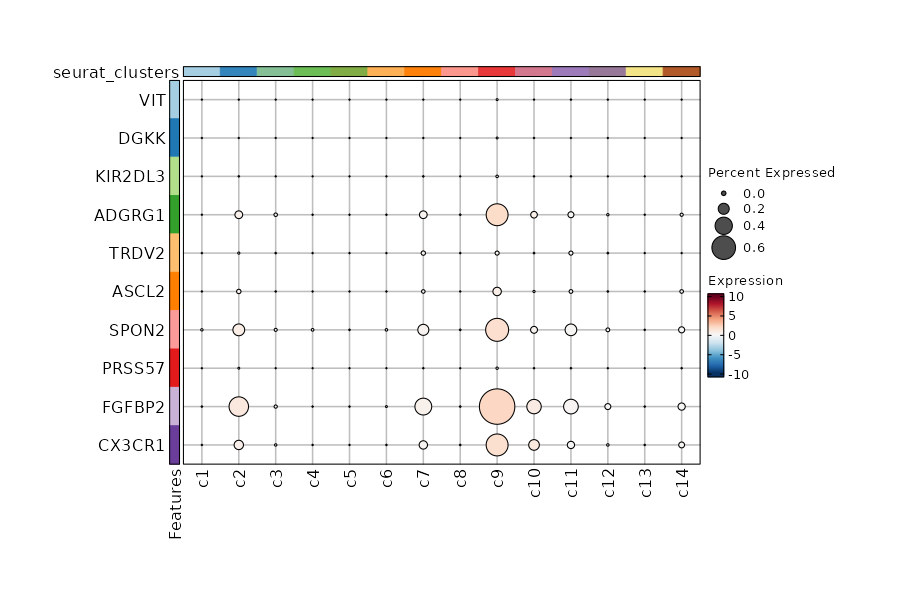 seurat_clusters
VIT
DGKK
KIR2DL3
ADGRG1
TRDV2
ASCL2
SPON2
PRSS57
FGFBP2
CX3CR1
Features
c1 c2 c3 c4 c5 c6 c7 c8 c9 c10 c11 c12 c13 c14
Percent Expressed
0.0
0.2
0.4
0.6
Expression
10
5
0
-5
-10